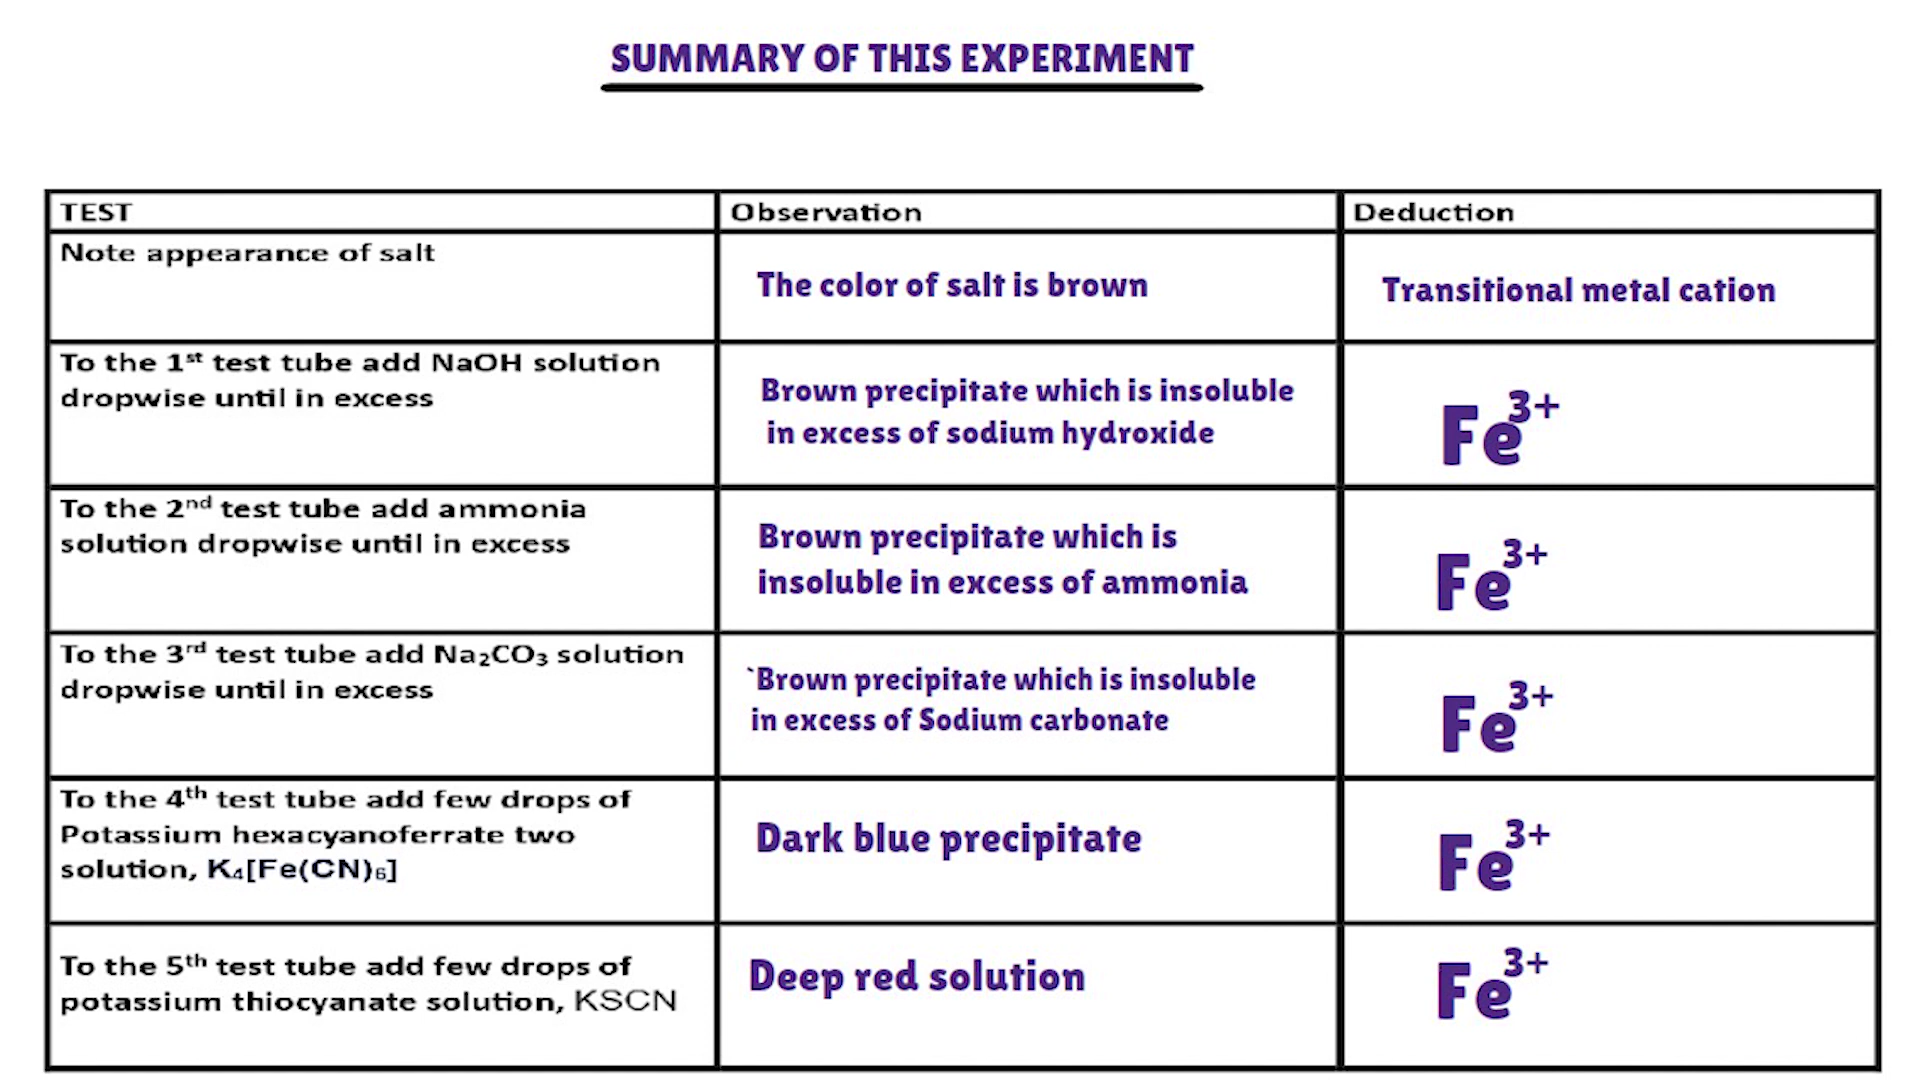 SUMMARY OF THIS EXPERIMENT
TEST
Observation
Deduction
Note appearance of salt
The color of salt is brown
Transitional metal cation
To the 1ˢᵗ test tube add NaOH solution
dropwise until in excess
Brown precipitate which is insoluble
in excess of sodium hydroxide
Fe³⁺
To the 2ⁿᵈ test tube add ammonia
solution dropwise until in excess
Brown precipitate which is
insoluble in excess of ammonia
Fe³⁺
To the 3ʳᵈ test tube add Na₂CO₃ solution
dropwise until in excess
`Brown precipitate which is insoluble
in excess of Sodium carbonate
Fe³⁺
To the 4ᵗʰ test tube add few drops of
Potassium hexacyanoferrate two
solution, K₄[Fe(CN)₆]
Dark blue precipitate
Fe³⁺
To the 5ᵗʰ test tube add few drops of
potassium thiocyanate solution, KSCN
Deep red solution
Fe³⁺